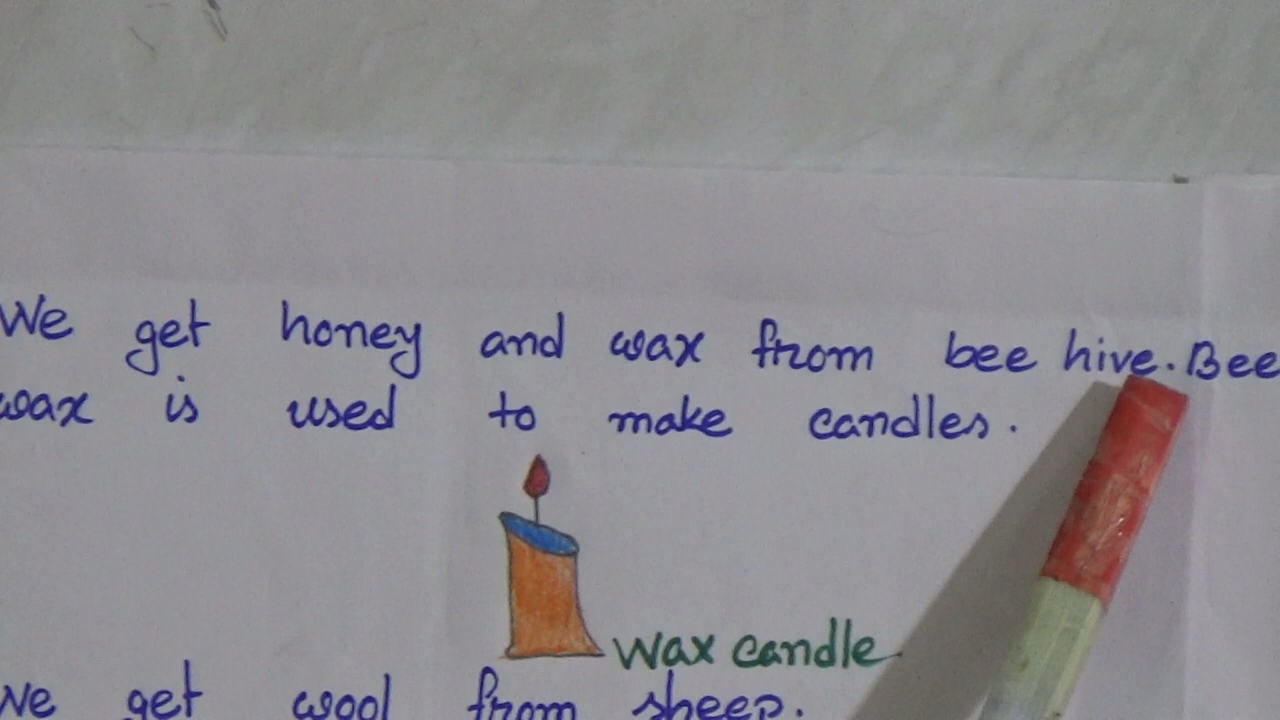 We get honey and wax from bee hive. Bee
wax is used to make candles.
Wax candle
We get wool from sheep.